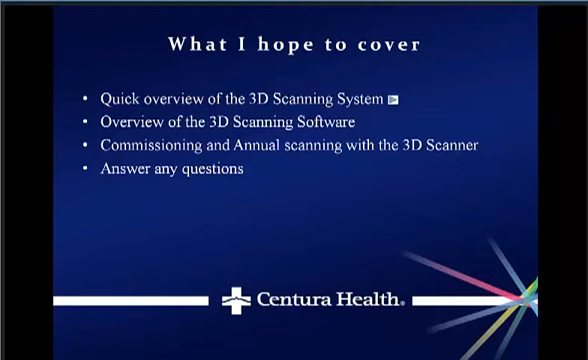 What I hope to cover
• Quick overview of the 3D Scanning System
• Overview of the 3D Scanning Software
• Commissioning and Annual scanning with the 3D Scanner
• Answer any questions
Centura Health®